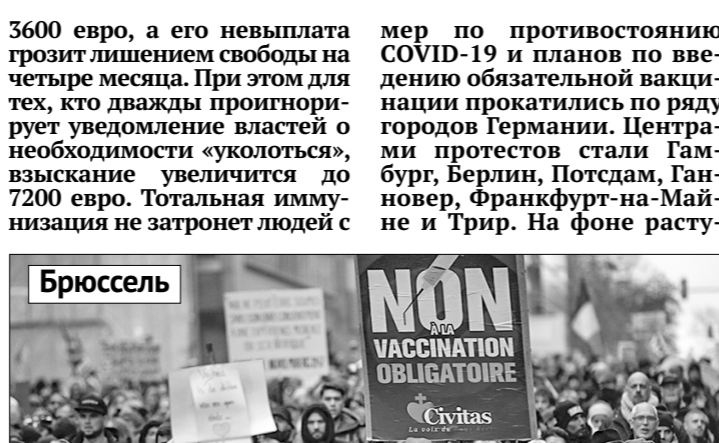 3600 евро, а его невыплата
грозит лишением свободы на
четыре месяца. При этом для
тех, кто дважды проигнори-
рует уведомление властей о
необходимости «уколоться»,
взыскание увеличится до
7200 евро. Тотальная имму-
низация не затронет людей с
мер по противостоянию
COVID-19 и планов по вве-
дению обязательной вакци-
нации прокатились по ряду
городов Германии. Центра-
ми протестов стали Гам-
бург, Берлин, Потсдам, Ган-
новер, Франкфурт-на-Май-
не и Трир. На фоне расту-
Брюссель
NON
À LA
VACCINATION
OBLIGATOIRE
Civitas
La voix du